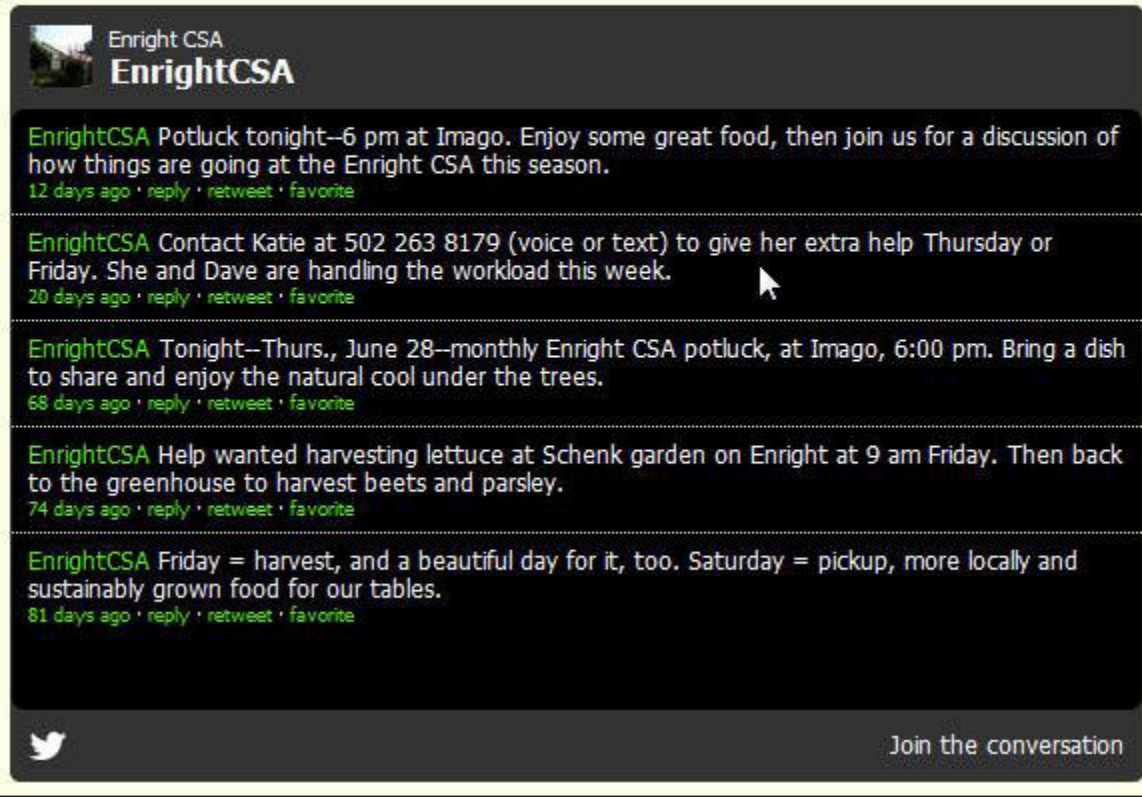 Enright CSA
EnrightCSA
EnrightCSA Potluck tonight--6 pm at Imago. Enjoy some great food, then join us for a discussion of
how things are going at the Enright CSA this season.
12 days ago · reply · retweet · favorite
EnrightCSA Contact Katie at 502 263 8179 (voice or text) to give her extra help Thursday or
Friday. She and Dave are handling the workload this week.
20 days ago · reply · retweet · favorite
EnrightCSA Tonight--Thurs., June 28--monthly Enright CSA potluck, at Imago, 6:00 pm. Bring a dish
to share and enjoy the natural cool under the trees.
68 days ago · reply · retweet · favorite
EnrightCSA Help wanted harvesting lettuce at Schenk garden on Enright at 9 am Friday. Then back
to the greenhouse to harvest beets and parsley.
74 days ago · reply · retweet · favorite
EnrightCSA Friday = harvest, and a beautiful day for it, too. Saturday = pickup, more locally and
sustainably grown food for our tables.
81 days ago · reply · retweet · favorite
Join the conversation